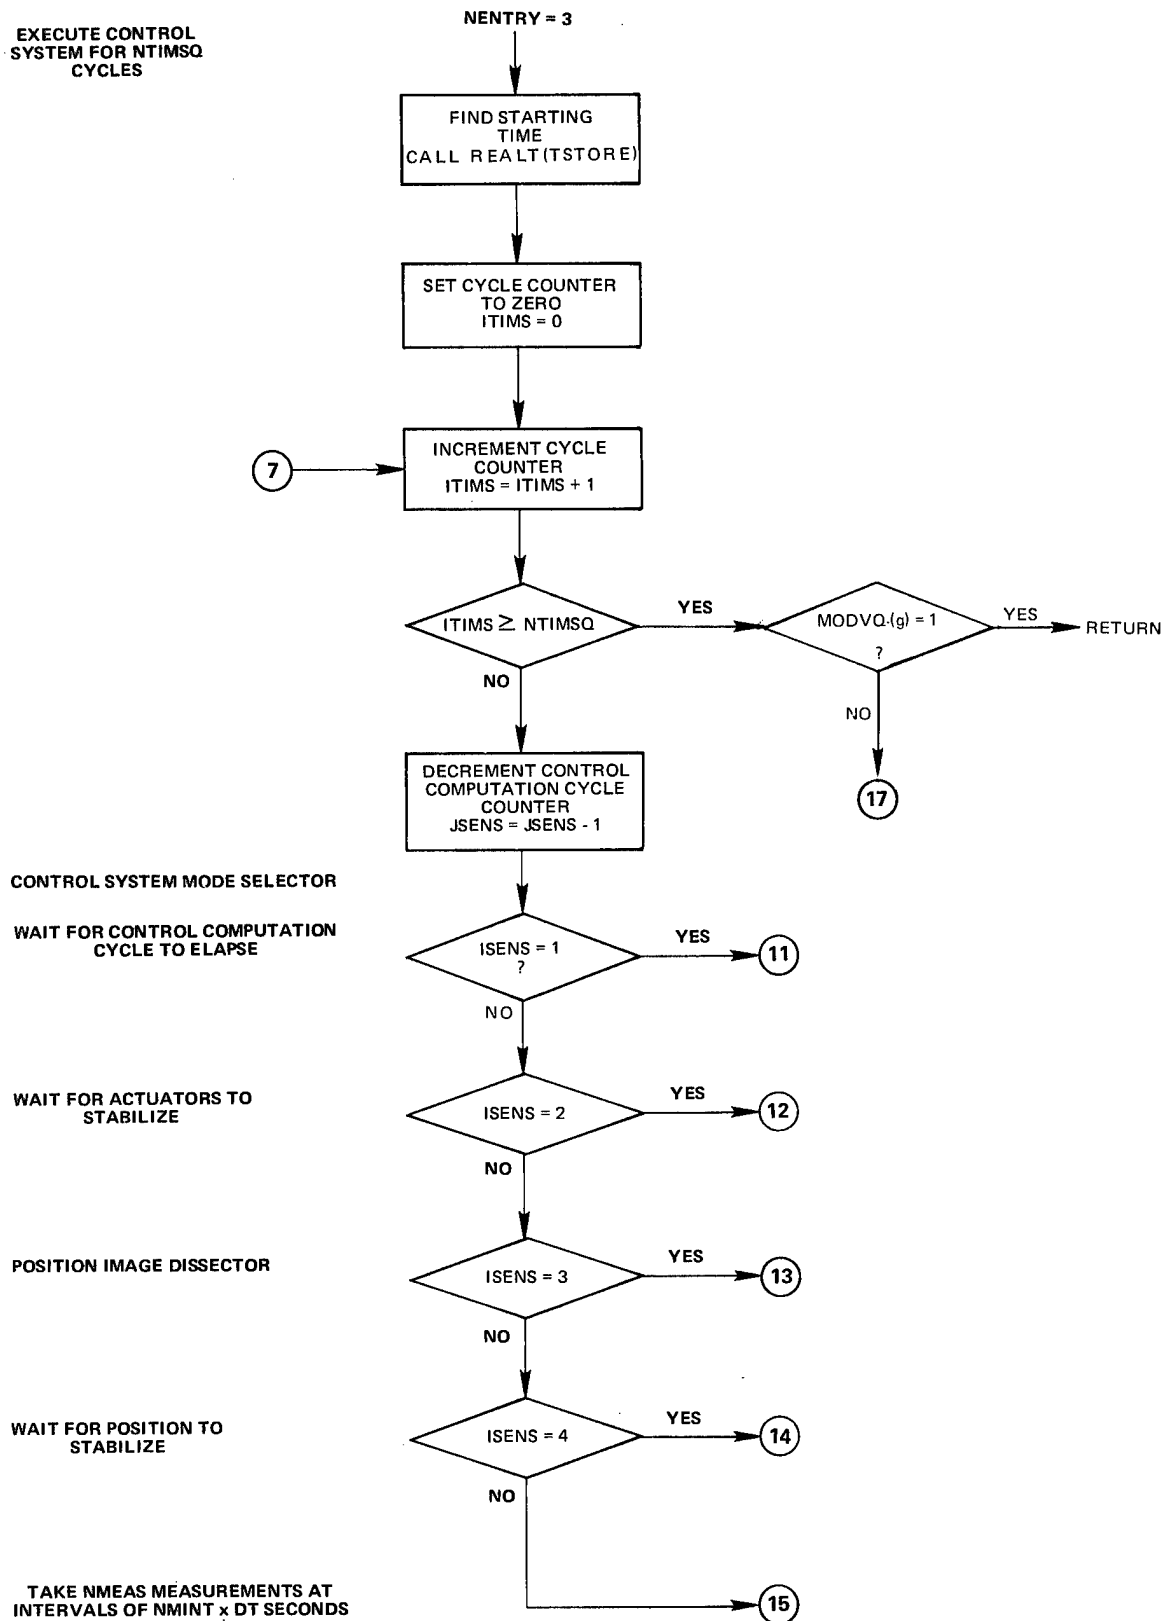 EXECUTE CONTROL
SYSTEM FOR NTIMSQ
CYCLES
NENTRY = 3
FIND STARTING
TIME
CALL REALT(TSTORE)
SET CYCLE COUNTER
TO ZERO
ITIMS = 0
7
INCREMENT CYCLE
COUNTER
ITIMS = ITIMS + 1
ITIMS ≥ NTIMSQ
YES
MODVQ.(g) = 1
?
YES
RETURN
NO
NO
17
DECREMENT CONTROL
COMPUTATION CYCLE
COUNTER
JSENS = JSENS - 1
CONTROL SYSTEM MODE SELECTOR
WAIT FOR CONTROL COMPUTATION
CYCLE TO ELAPSE
ISENS = 1
?
YES
11
NO
WAIT FOR ACTUATORS TO
STABILIZE
ISENS = 2
YES
12
NO
POSITION IMAGE DISSECTOR
ISENS = 3
YES
13
NO
WAIT FOR POSITION TO
STABILIZE
ISENS = 4
YES
14
NO
TAKE NMEAS MEASUREMENTS AT
INTERVALS OF NMINT x DT SECONDS
15